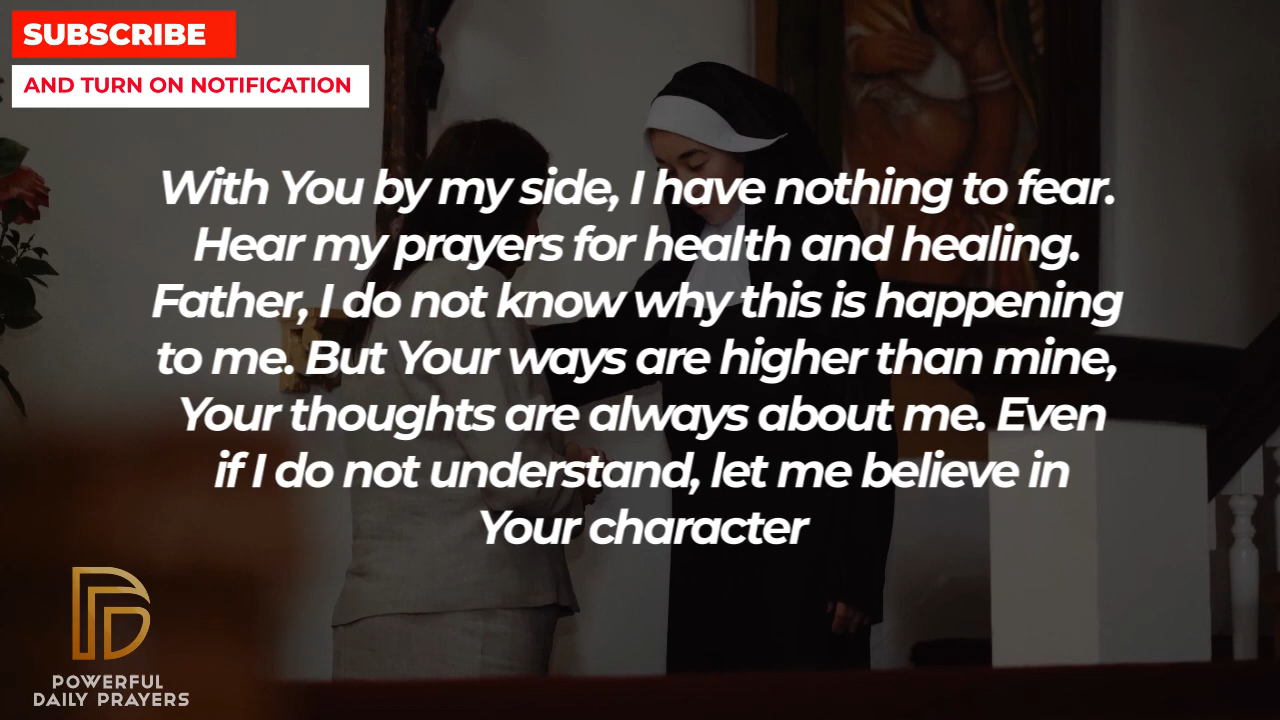 SUBSCRIBE
AND TURN ON NOTIFICATION
With You by my side, I have nothing to fear.
Hear my prayers for health and healing.
Father, I do not know why this is happening
to me. But Your ways are higher than mine,
Your thoughts are always about me. Even
if I do not understand, let me believe in
Your character
POWERFUL
DAILY PRAYERS